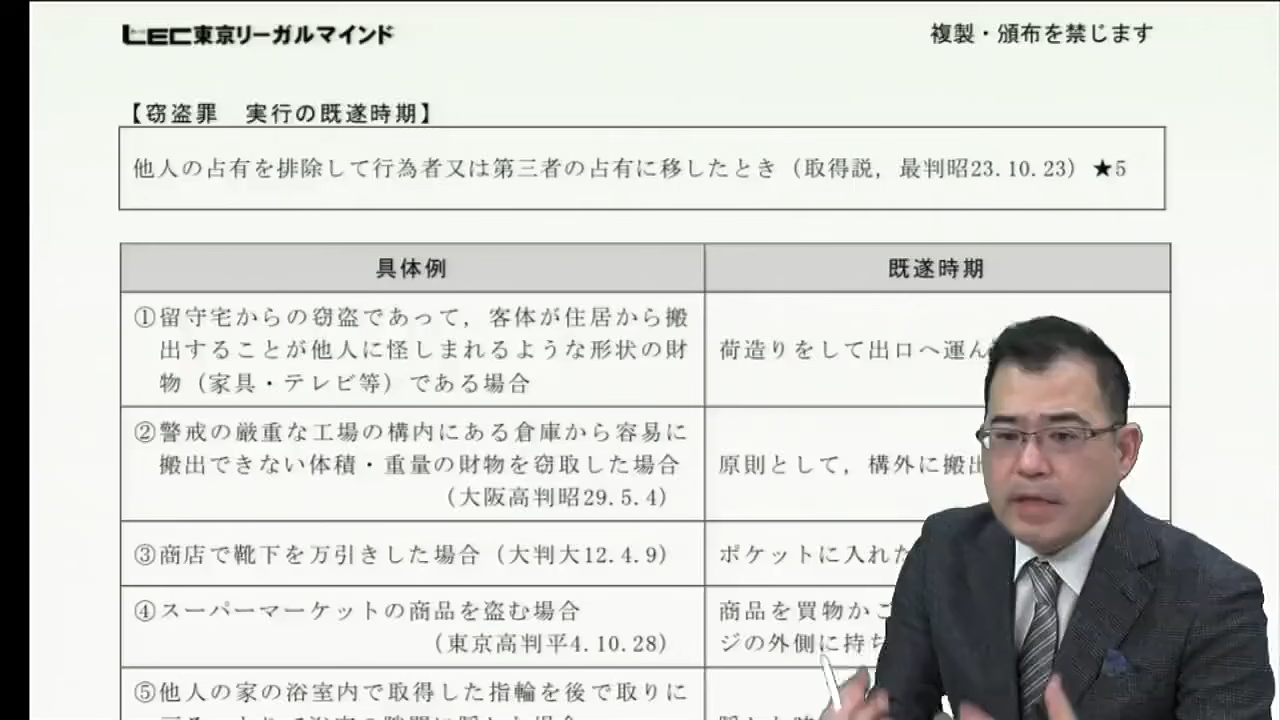 LEC東京リーガルマインド
複製・頒布を禁じます
【窃盗罪　実行の既遂時期】
他人の占有を排除して行為者又は第三者の占有に移したとき（取得説，最判昭23.10.23）★5
具体例
既遂時期
①留守宅からの窃盗であって，客体が住居から搬
出することが他人に怪しまれるような形状の財
物（家具・テレビ等）である場合
荷造りをして出口へ運ん
②警戒の厳重な工場の構内にある倉庫から容易に
搬出できない体積・重量の財物を窃取した場合
（大阪高判昭29.5.4）
原則として，構外に搬出
③商店で靴下を万引きした場合（大判大12.4.9）
ポケットに入れた
④スーパーマーケットの商品を盗む場合
（東京高判平4.10.28）
商品を買物かご
ジの外側に持ち
⑤他人の家の浴室内で取得した指輪を後で取りに